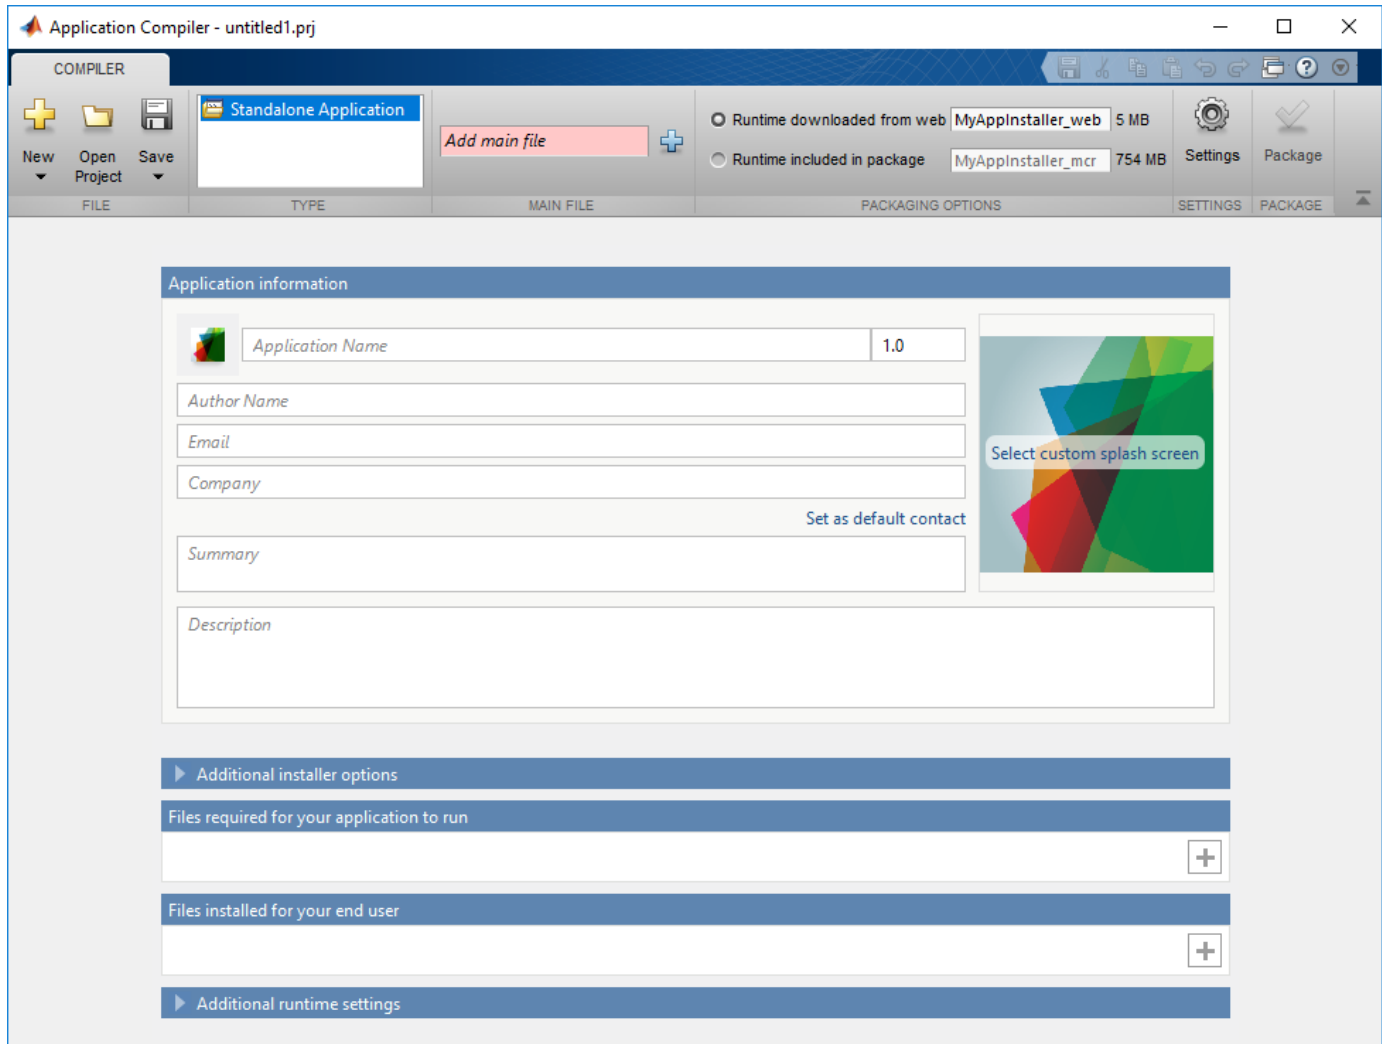 Application Compiler - untitled1.prj
COMPILER
New
Open Project
Save
FILE
Standalone Application
TYPE
Add main file
MAIN FILE
Runtime downloaded from web MyAppInstaller_web 5 MB
Runtime included in package MyAppInstaller_mcr 754 MB
PACKAGING OPTIONS
Settings
SETTINGS
Package
PACKAGE
Application information
Application Name 1.0
Author Name
Email
Company
Set as default contact
Summary
Select custom splash screen
Description
Additional installer options
Files required for your application to run
Files installed for your end user
Additional runtime settings